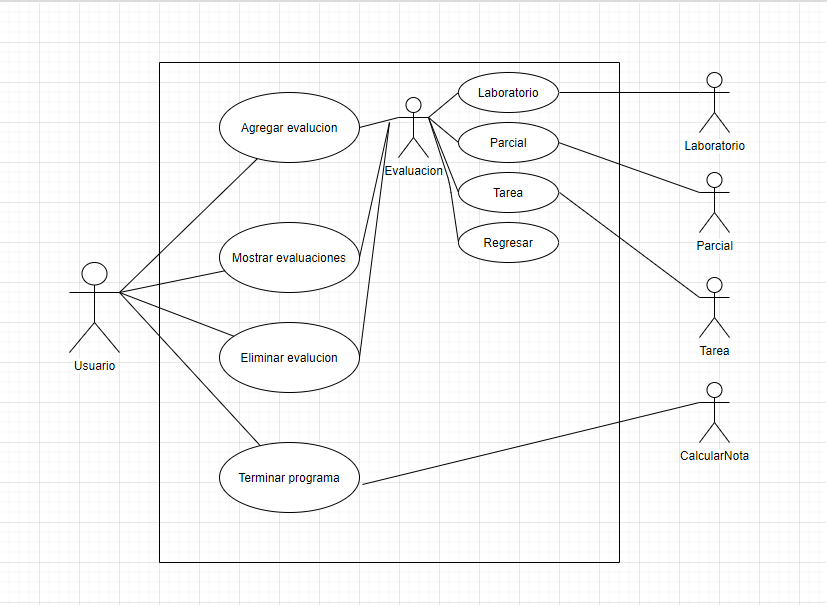 Laboratorio
Agregar evalucion
Parcial
Laboratorio
Evaluacion
Tarea
Regresar
Parcial
Mostrar evaluaciones
Usuario
Eliminar evalucion
Tarea
Terminar programa
CalcularNota